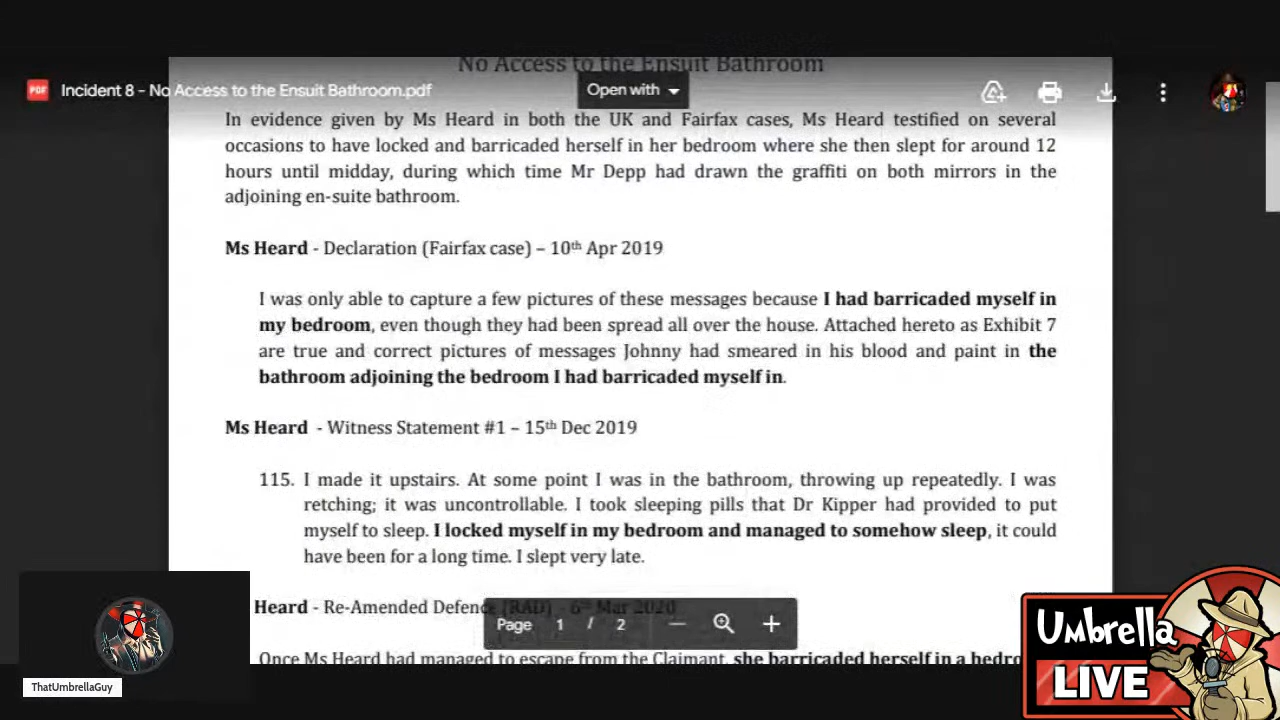 No Access to the Ensuit Bathroom
PDF Incident 8 - No Access to the Ensuit Bathroom.pdf
Open with
In evidence given by Ms Heard in both the UK and Fairfax cases, Ms Heard testified on several
occasions to have locked and barricaded herself in her bedroom where she then slept for around 12
hours until midday, during which time Mr Depp had drawn the graffiti on both mirrors in the
adjoining en-suite bathroom.
Ms Heard - Declaration (Fairfax case) – 10th Apr 2019
I was only able to capture a few pictures of these messages because I had barricaded myself in
my bedroom, even though they had been spread all over the house. Attached hereto as Exhibit 7
are true and correct pictures of messages Johnny had smeared in his blood and paint in the
bathroom adjoining the bedroom I had barricaded myself in.
Ms Heard - Witness Statement #1 – 15th Dec 2019
115. I made it upstairs. At some point I was in the bathroom, throwing up repeatedly. I was
retching; it was uncontrollable. I took sleeping pills that Dr Kipper had provided to put
myself to sleep. I locked myself in my bedroom and managed to somehow sleep, it could
have been for a long time. I slept very late.
Heard - Re-Amended Defence (RAD) - 6th Mar 2020
Page 1 / 2
Once Ms Heard had managed to escape from the Claimant, she barricaded herself in a bedro
ThatUmbrellaGuy
Umbrella
LIVE